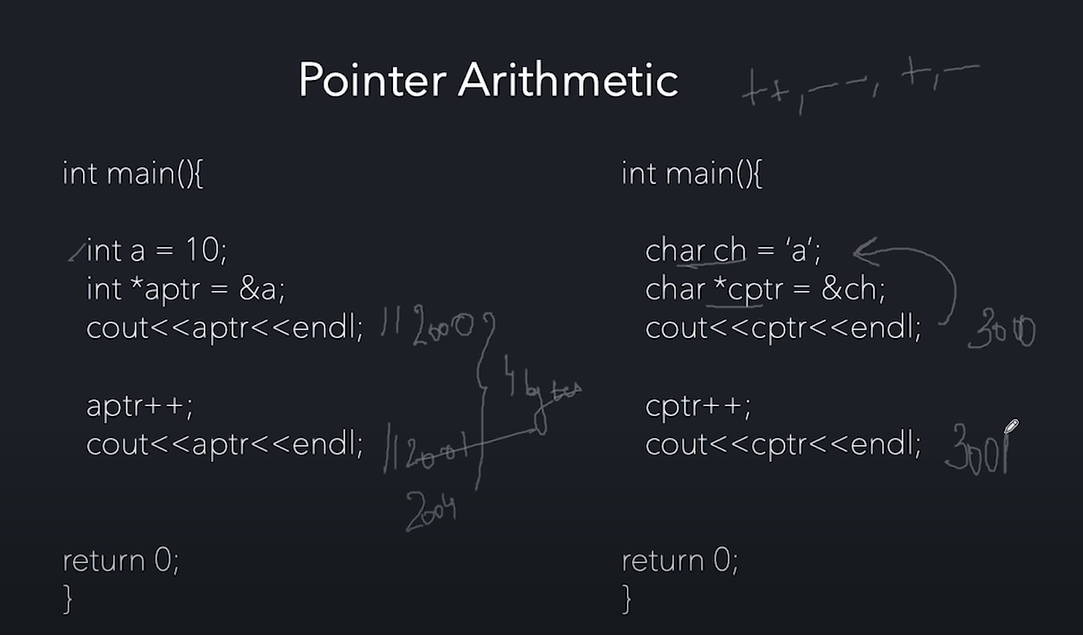 Pointer Arithmetic ++, --, +, -
int main(){
int a = 10;
int *aptr = &a;
cout<<aptr<<endl; // 2000
4 bytes
aptr++;
cout<<aptr<<endl; // 2001
2004
return 0;
}
int main(){
char ch = ‘a’;
char *cptr = &ch;
cout<<cptr<<endl; 3000
cptr++;
cout<<cptr<<endl; 3001
return 0;
}